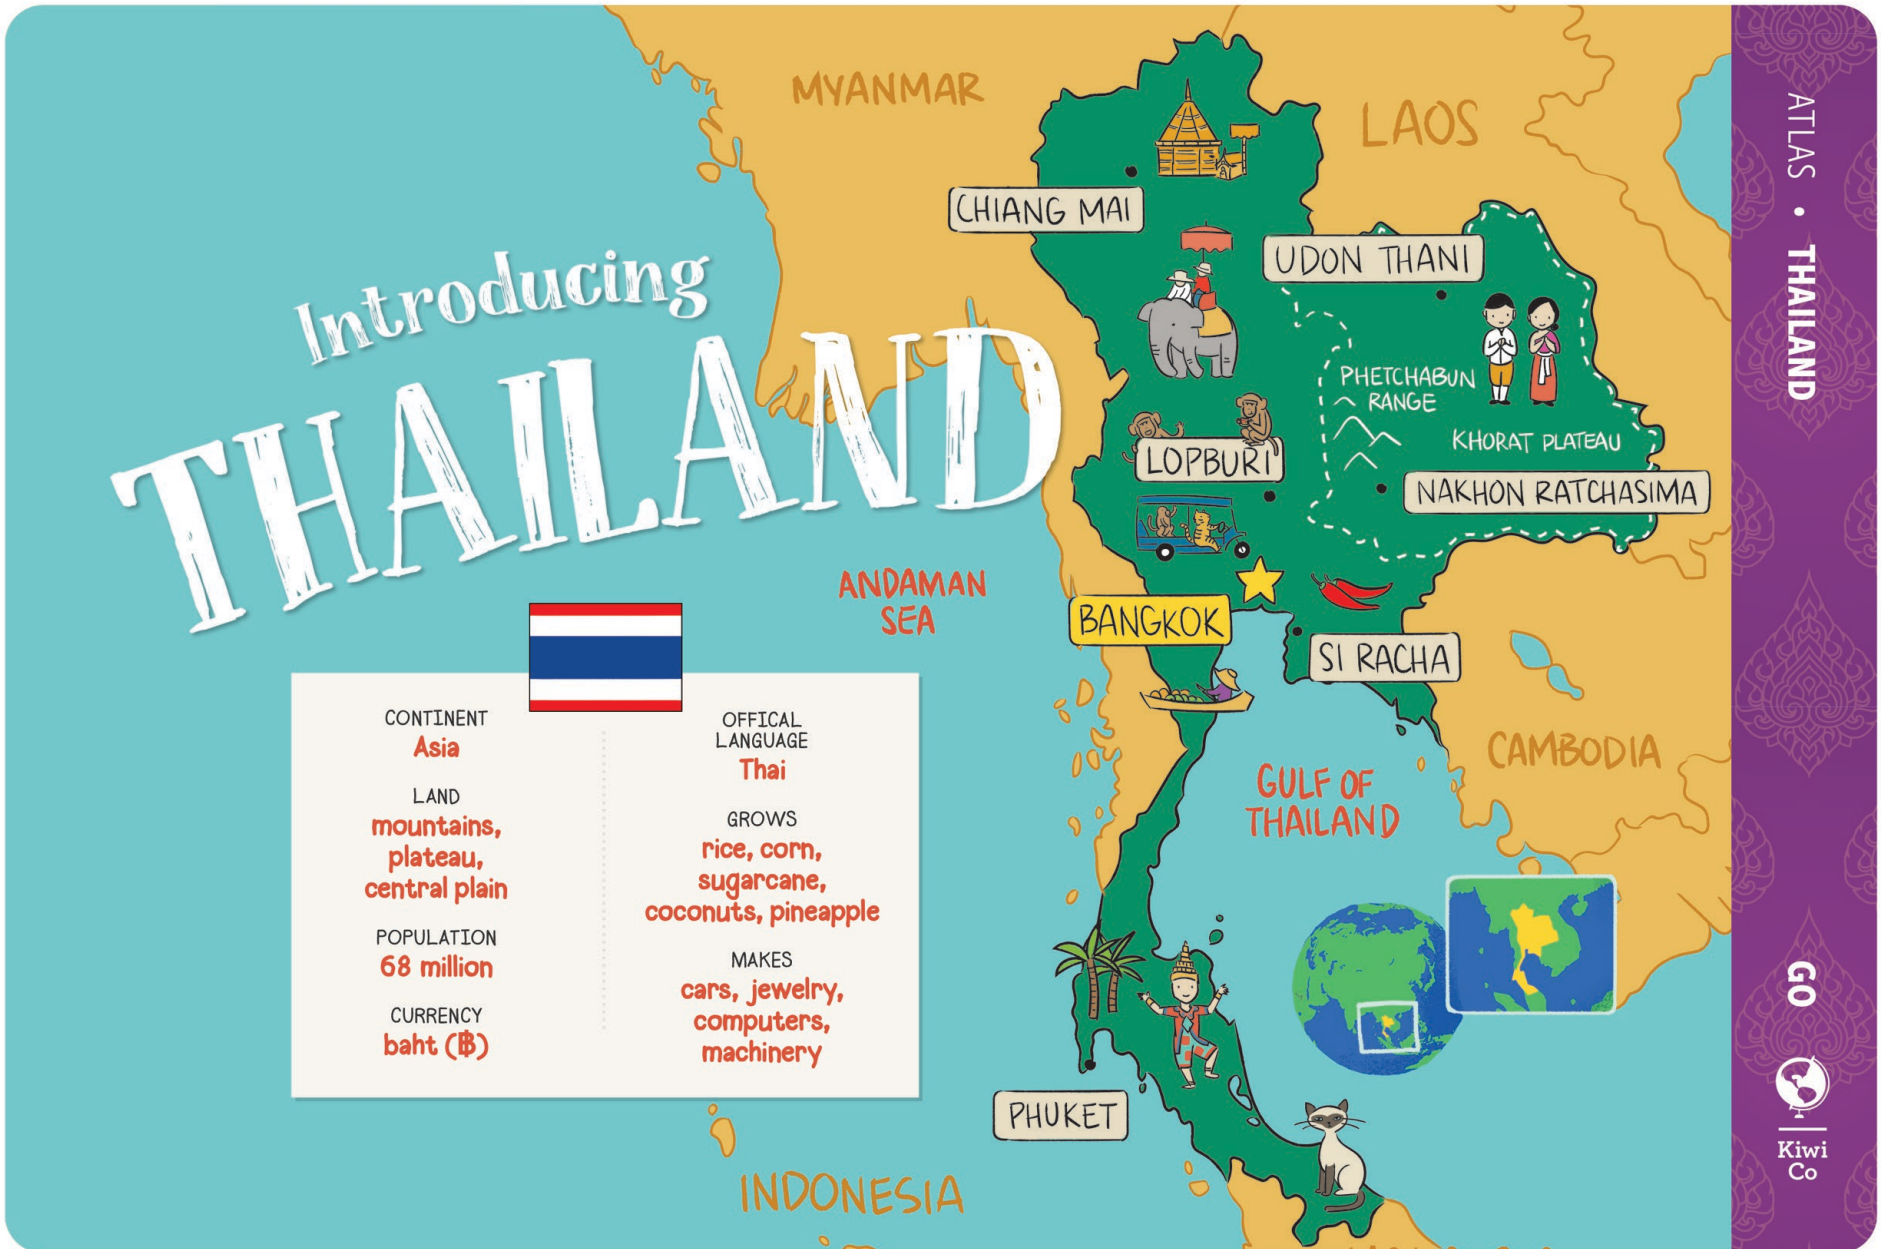 Introducing
THAILAND
CONTINENT
Asia
LAND
mountains,
plateau,
central plain
POPULATION
68 million
CURRENCY
baht (฿)
OFFICAL
LANGUAGE
Thai
GROWS
rice, corn,
sugarcane,
coconuts, pineapple
MAKES
cars, jewelry,
computers,
machinery
MYANMAR
LAOS
CHIANG MAI
UDON THANI
PHETCHABUN
RANGE
KHORAT PLATEAU
LOPBURI
NAKHON RATCHASIMA
ANDAMAN
SEA
BANGKOK
SI RACHA
CAMBODIA
GULF OF
THAILAND
PHUKET
INDONESIA
ATLAS • THAILAND
GO
Kiwi
Co